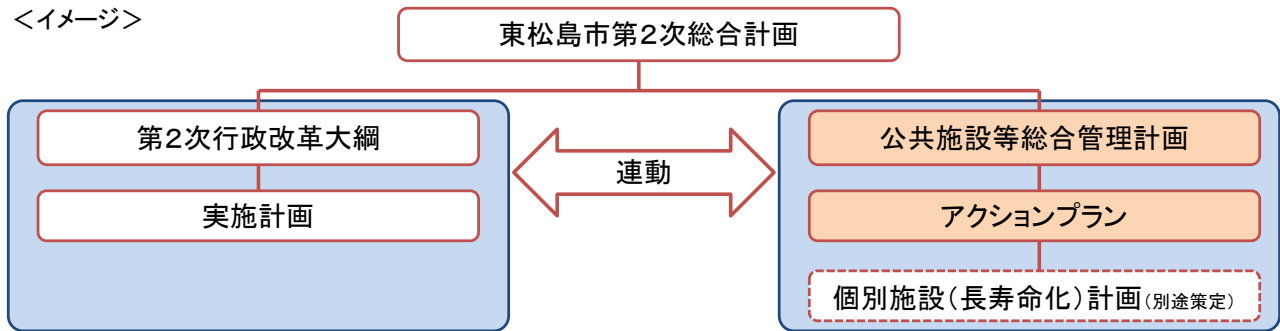 ＜イメージ＞
東松島市第２次総合計画
第２次行政改革大綱
実施計画
連動
公共施設等総合管理計画
アクションプラン
個別施設（長寿命化）計画（別途策定）